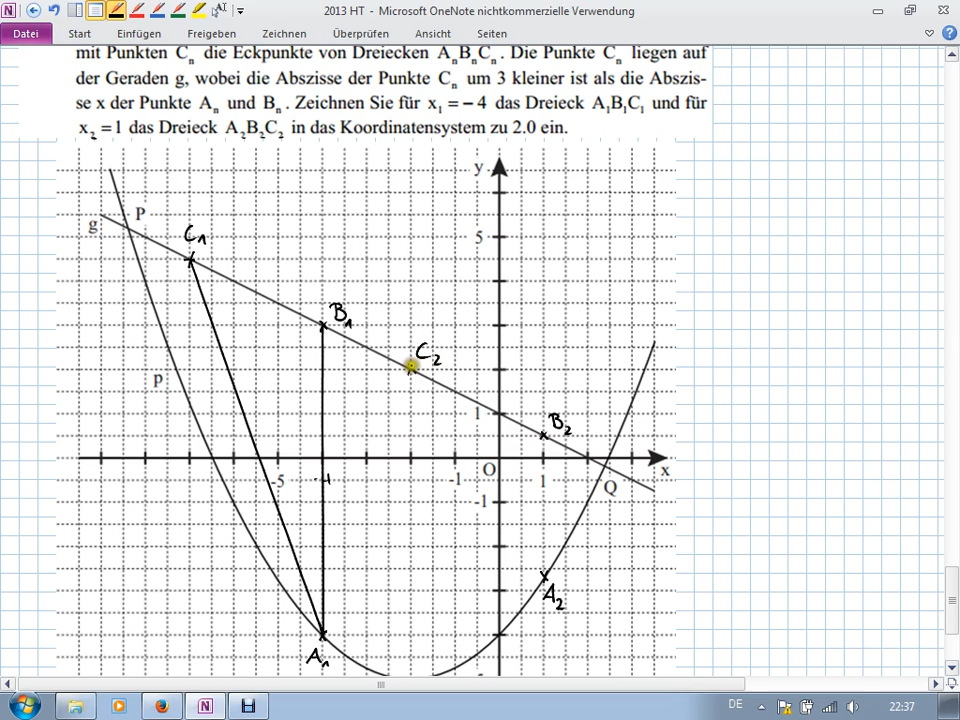 2013 HT - Microsoft OneNote nichtkommerzielle Verwendung
Datei Start Einfügen Freigeben Zeichnen Überprüfen Ansicht Seiten
mit Punkten Cₙ die Eckpunkte von Dreiecken AₙBₙCₙ. Die Punkte Cₙ liegen auf
der Geraden g, wobei die Abszisse der Punkte Cₙ um 3 kleiner ist als die Abszis-
se x der Punkte Aₙ und Bₙ. Zeichnen Sie für x₁ = – 4 das Dreieck A₁B₁C₁ und für
x₂ = 1 das Dreieck A₂B₂C₂ in das Koordinatensystem zu 2.0 ein.
y
P
g
C₁
5
B₁
C₂
p
1
B₂
O
x
-5
-4
-1
1
Q
-1
A₂
A₁
DE
22:37